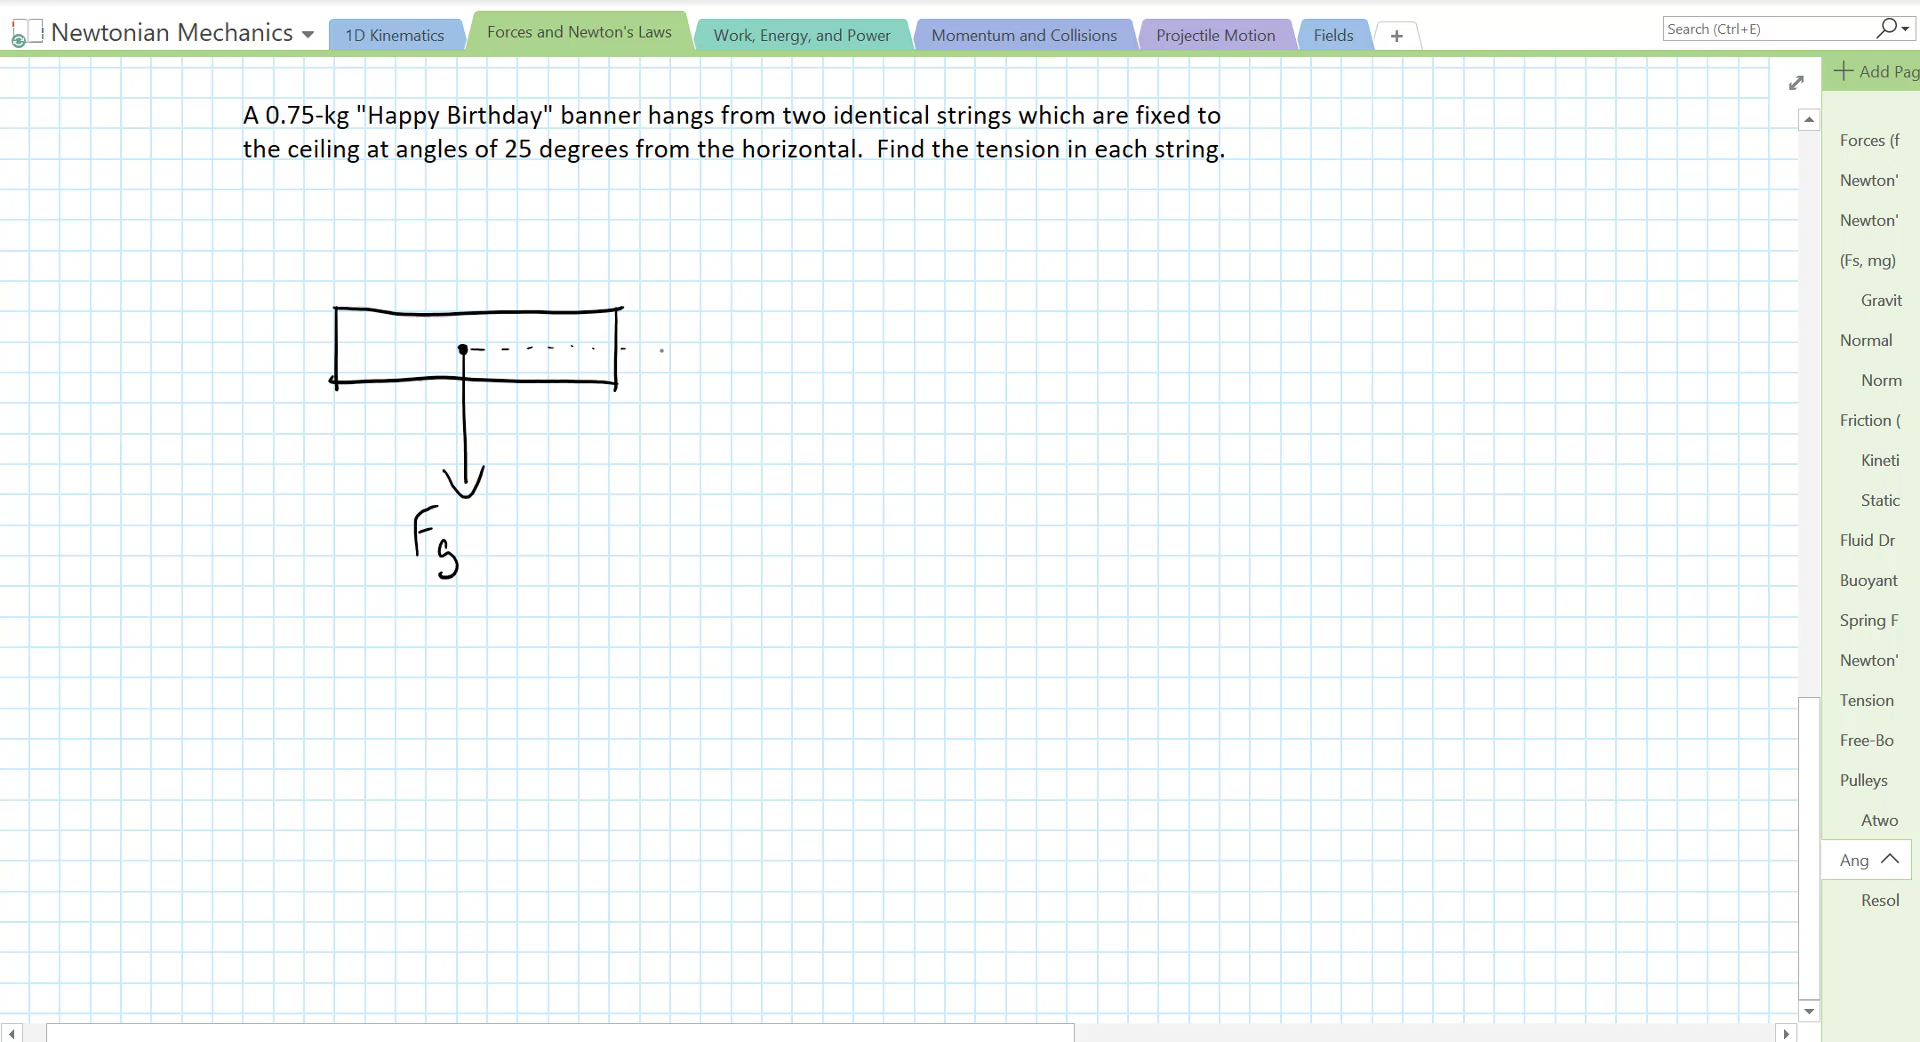 Newtonian Mechanics
1D Kinematics
Forces and Newton's Laws
Work, Energy, and Power
Momentum and Collisions
Projectile Motion
Fields
+
Search (Ctrl+E)
Add Pag
A 0.75-kg "Happy Birthday" banner hangs from two identical strings which are fixed to
the ceiling at angles of 25 degrees from the horizontal.  Find the tension in each string.
Fg
Forces (f
Newton'
Newton'
(Fs, mg)
Gravit
Normal
Norm
Friction (
Kineti
Static
Fluid Dr
Buoyant
Spring F
Newton'
Tension
Free-Bo
Pulleys
Atwo
Ang
Resol